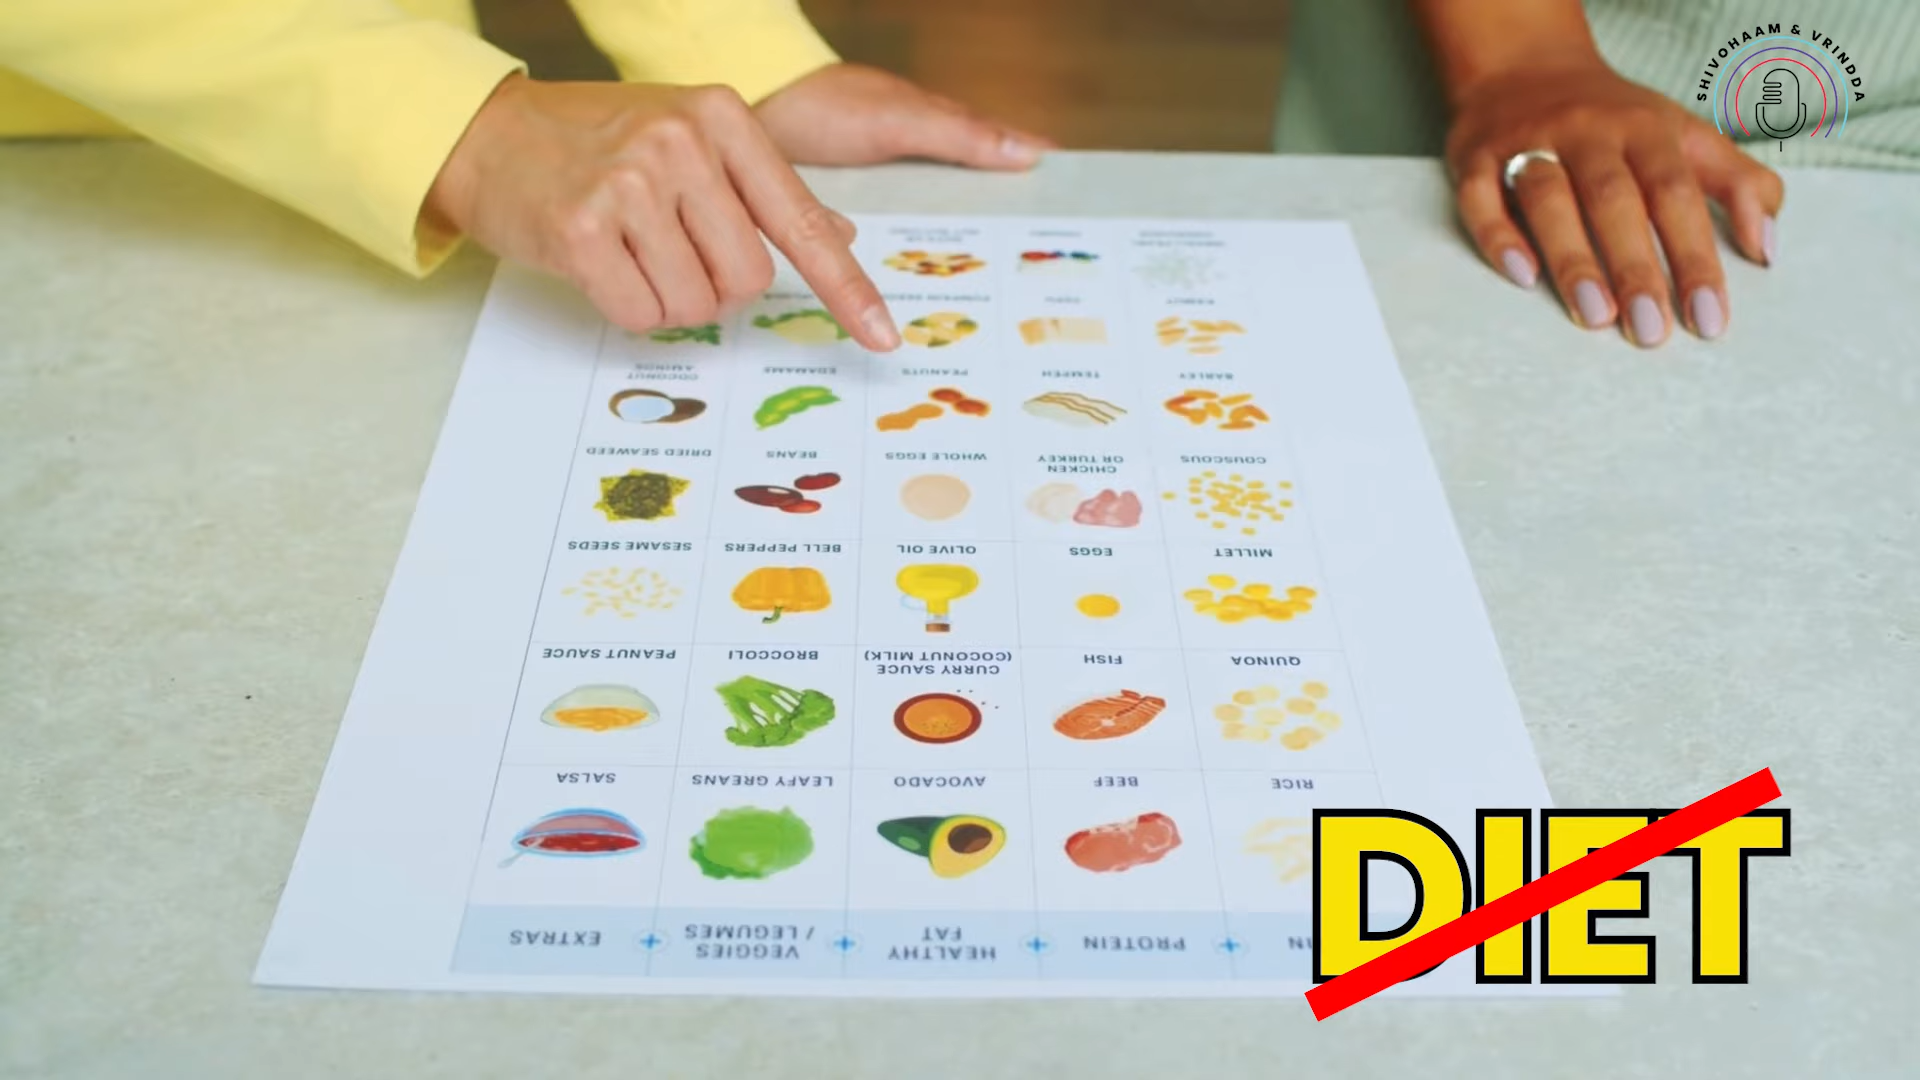 SHIVOHAAM & VRINDDA
COCONUT
AMINOS
EDAMAME
PEANUTS
TEMPEH
BARLEY
DRIED SEAWEED
BEANS
WHOLE EGGS
CHICKEN
OR TURKEY
COUSCOUS
SESAME SEEDS
BELL PEPPERS
OLIVE OIL
EGGS
MILLET
PEANUT SAUCE
BROCCOLI
CURRY SAUCE
(COCONUT MILK)
FISH
QUINOA
SALSA
LEAFY GREANS
AVOCADO
BEEF
RICE
EXTRAS
+
VEGGIES
/ LEGUMES
+
HEALTHY
FAT
+
PROTEIN
+
DIET